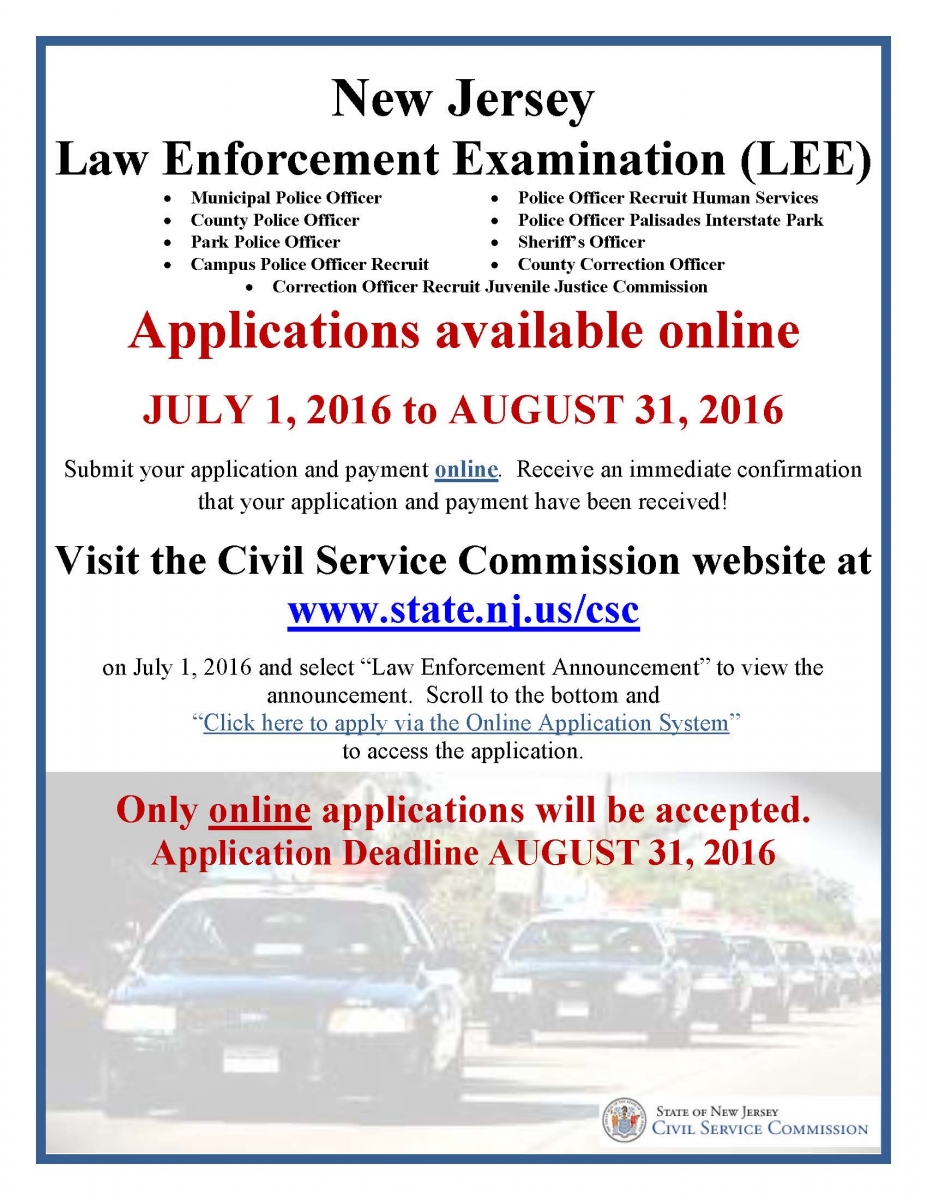 New Jersey
Law Enforcement Examination (LEE)
• Municipal Police Officer
• County Police Officer
• Park Police Officer
• Campus Police Officer Recruit
• Police Officer Recruit Human Services
• Police Officer Palisades Interstate Park
• Sheriff’s Officer
• County Correction Officer
• Correction Officer Recruit Juvenile Justice Commission
Applications available online
JULY 1, 2016 to AUGUST 31, 2016
Submit your application and payment online. Receive an immediate confirmation
that your application and payment have been received!
Visit the Civil Service Commission website at
www.state.nj.us/csc
on July 1, 2016 and select “Law Enforcement Announcement” to view the
announcement. Scroll to the bottom and
“Click here to apply via the Online Application System”
to access the application.
Only online applications will be accepted.
Application Deadline AUGUST 31, 2016
STATE OF NEW JERSEY
CIVIL SERVICE COMMISSION